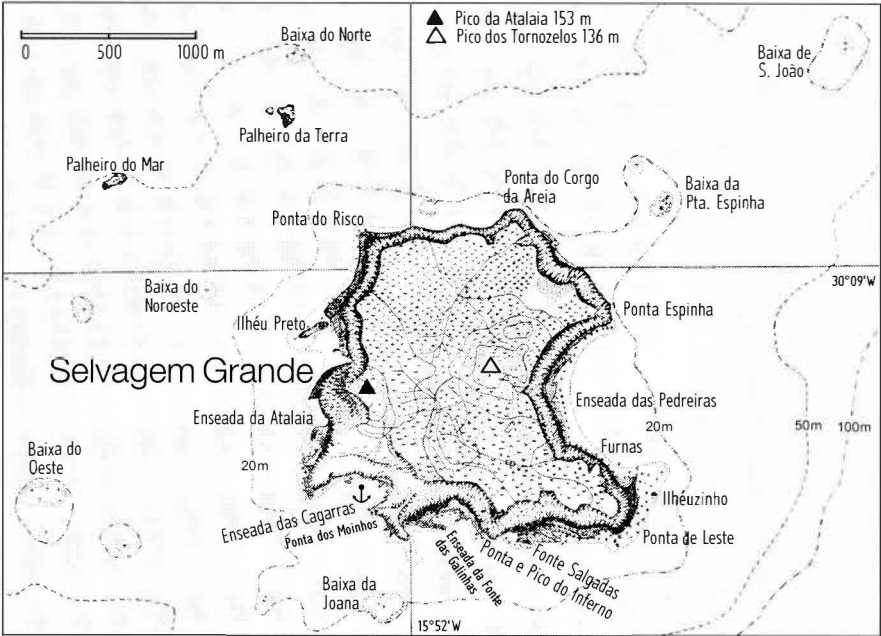 ▲ Pico da Atalaia 153 m
△ Pico dos Tornozelos 136 m
0 500 1000 m
Baixa do Norte
Baixa de
S. João
Palheiro da Terra
Palheiro do Mar
Ponta do Corgo
da Areia
Baixa da
Pta. Espinha
Ponta do Risco
30°09'W
Baixa do
Noroeste
Ilhéu Preto
Ponta Espinha
Selvagem Grande
Enseada da Atalaia
Enseada das Pedreiras
20m
50m
100m
Furnas
Baixa do
Oeste
20m
Ilhéuzinho
Enseada das Cagarras
Ponta dos Moinhos
Ponta de Leste
Enseada da Fonte
das Galinhas
Fonte Salgadas
Ponta e Pico do Inferno
Baixa da
Joana
15°52'W